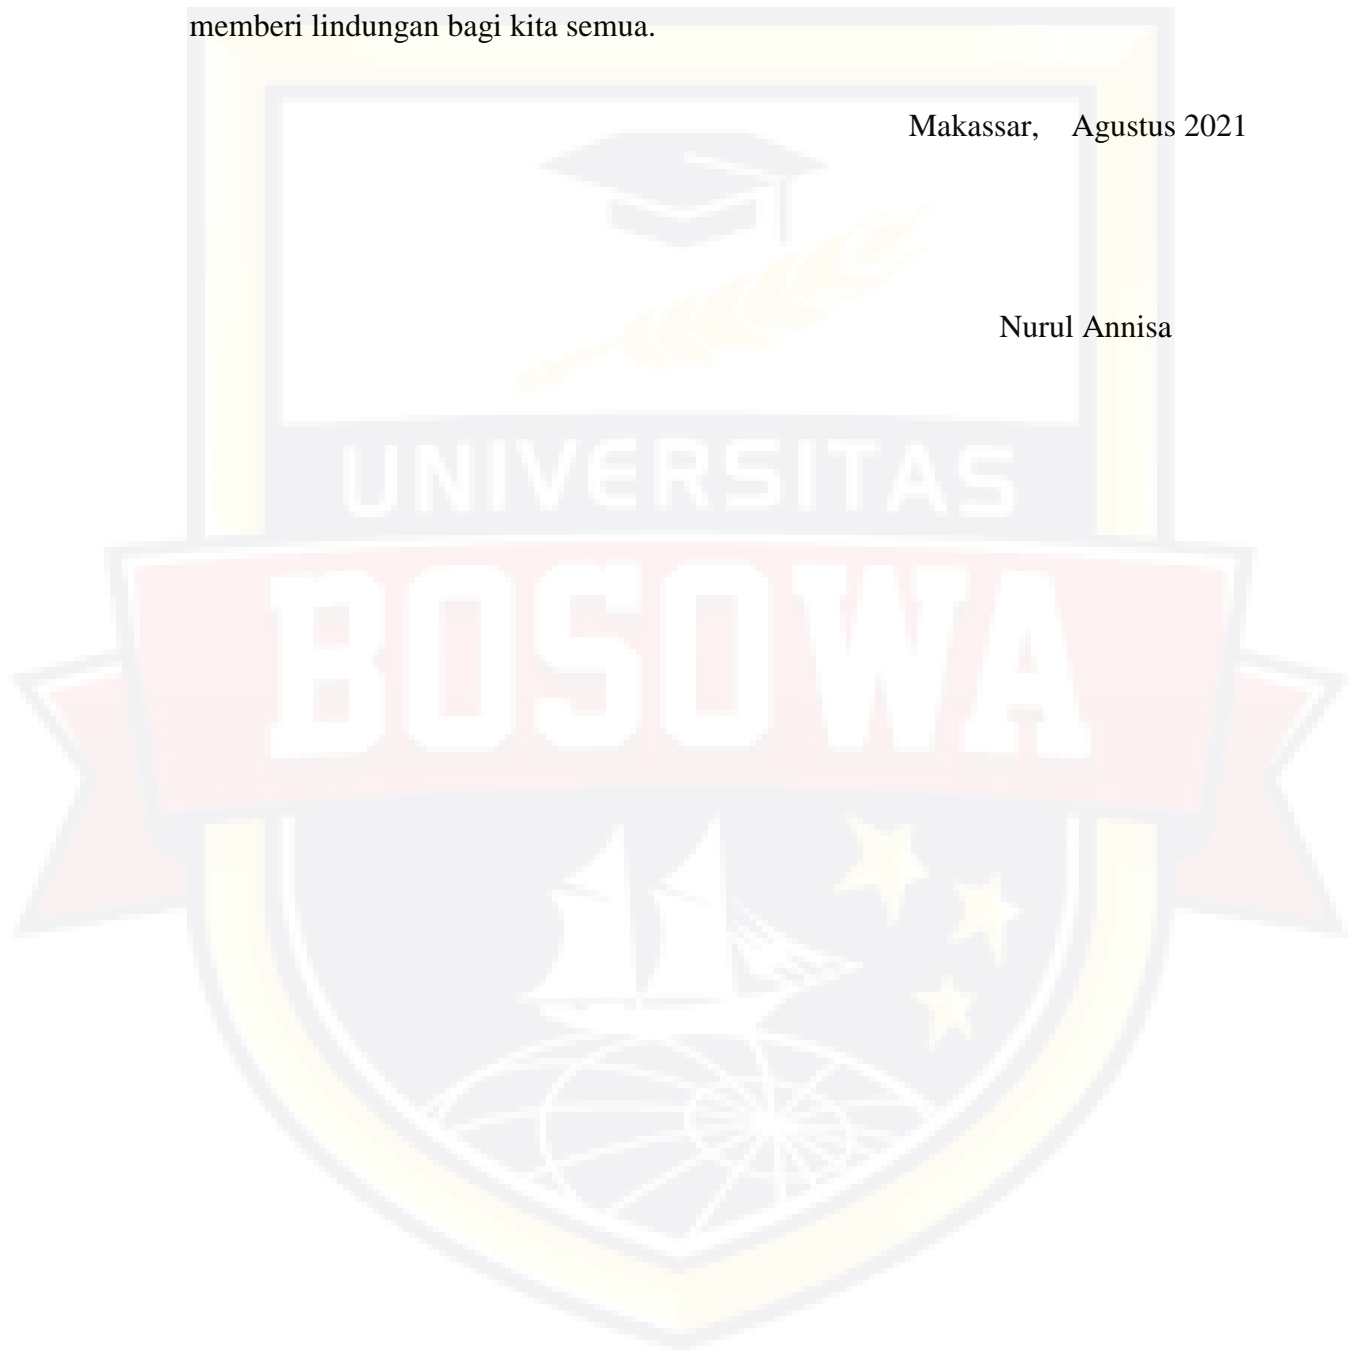 memberi lindungan bagi kita semua.
Makassar, Agustus 2021
Nurul Annisa
UNIVERSITAS
BOSOWA